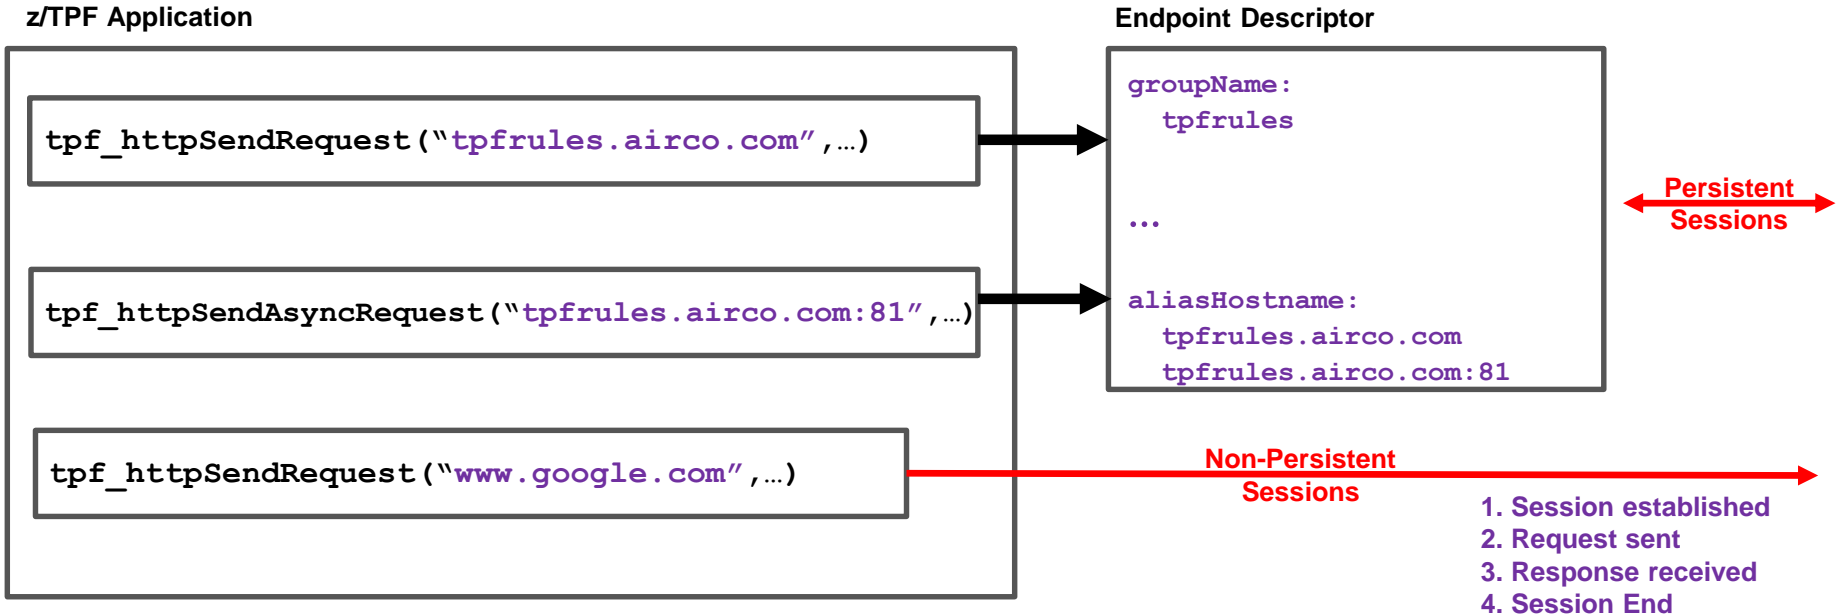 z/TPF Application
Endpoint Descriptor
tpf_httpSendRequest(“tpfrules.airco.com”,…)
groupName:
tpfrules
…
aliasHostname:
tpfrules.airco.com
tpfrules.airco.com:81
Persistent
Sessions
tpf_httpSendAsyncRequest(“tpfrules.airco.com:81”,…)
tpf_httpSendRequest(“www.google.com”,…)
Non-Persistent
Sessions
1. Session established
2. Request sent
3. Response received
4. Session End